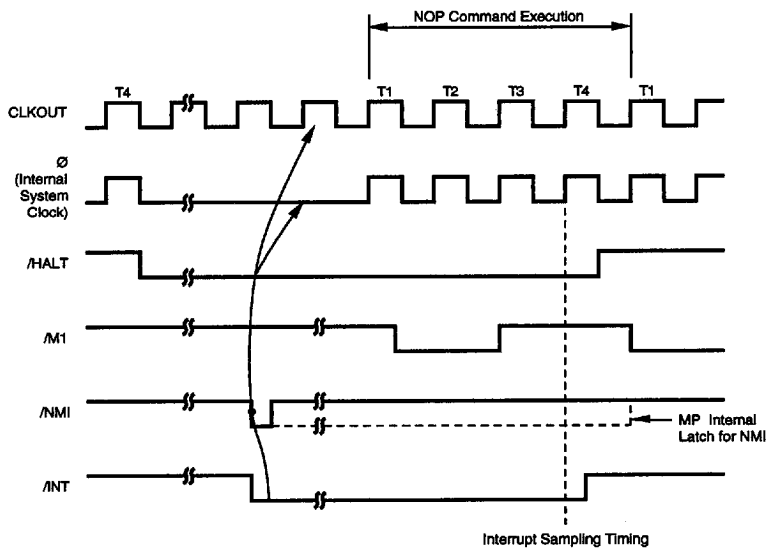 NOP Command Execution
T4
T1
T2
T3
T4
T1
CLKOUT
Ø
(Internal
System
Clock)
/HALT
/M1
/NMI
MP Internal
Latch for NMI
/INT
Interrupt Sampling Timing